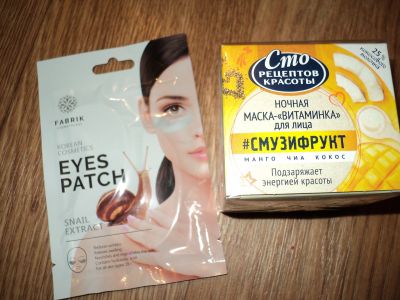 FABRIK
COSMETOLOGY
KOREAN
COSMETICS
EYES
PATCH
SNAIL
EXTRACT
Сто
РЕЦЕПТОВ
КРАСОТЫ
25%
НОЧНАЯ
МАСКА-«ВИТАМИНКА»
для лица
#СМУЗИФРУКТ
МАНГО ЧИА КОКОС
Подзаряжает
энергией красоты